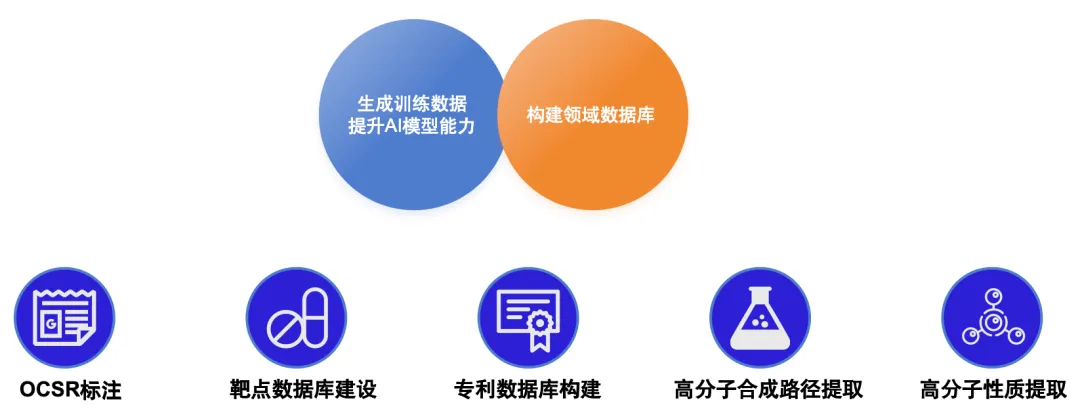 生成训练数据
提升AI模型能力
构建领域数据库
G
OCSR标注
靶点数据库建设
专利数据库构建
高分子合成路径提取
高分子性质提取